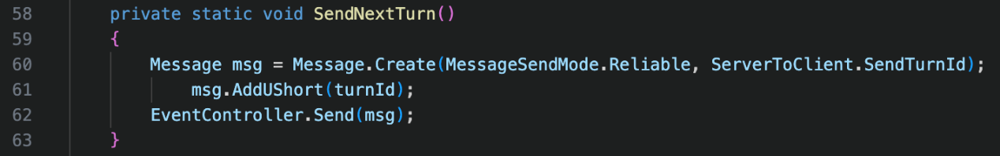 58 private static void SendNextTurn()
59 {
60 Message msg = Message.Create(MessageSendMode.Reliable, ServerToClient.SendTurnId);
61 msg.AddUShort(turnId);
62 EventController.Send(msg);
63 }